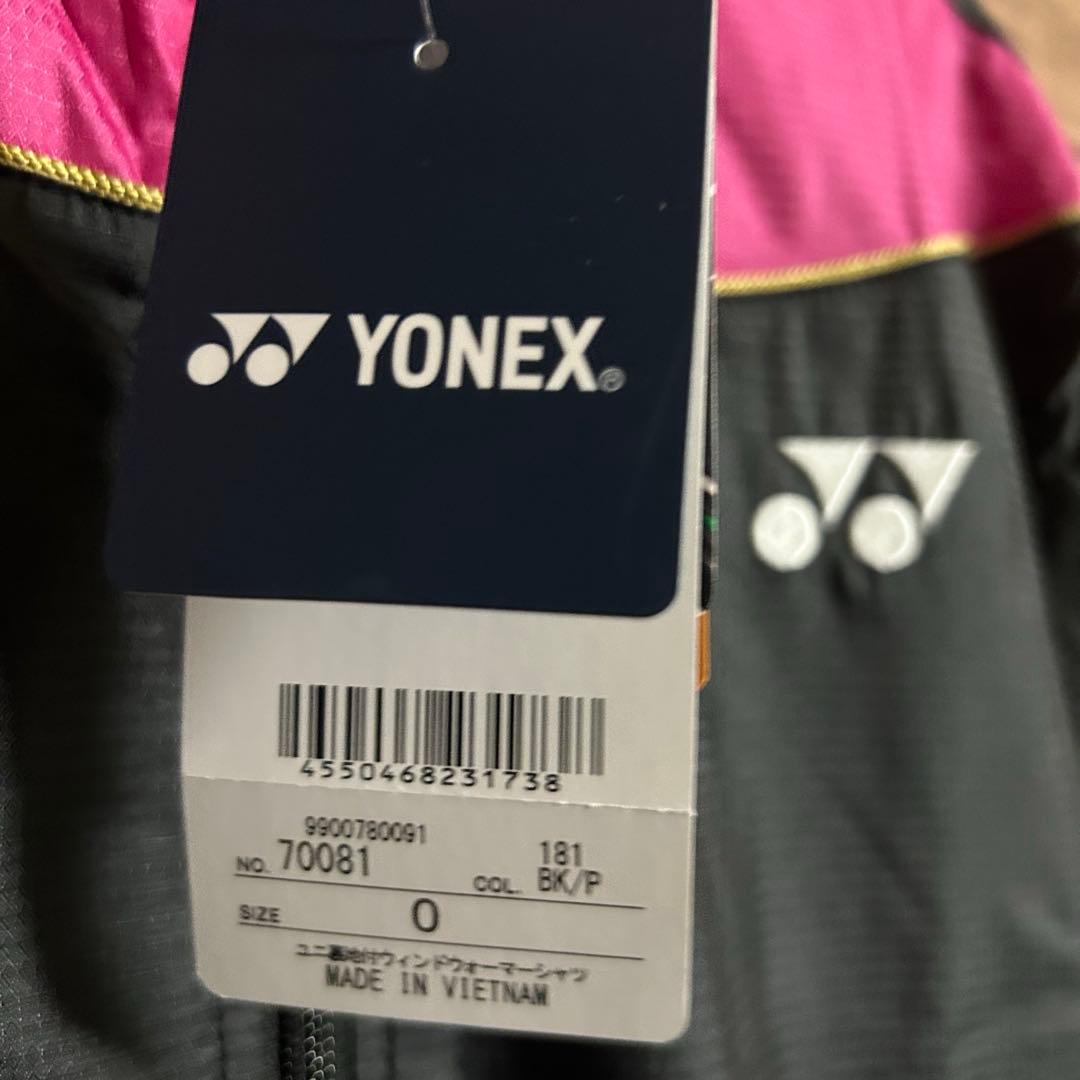 YONEX®
4550468231738
9900780091
NO. 70081
181
COL. BK/P
SIZE O
ユニ裏地付ウィンドウォーマーシャツ
MADE IN VIETNAM